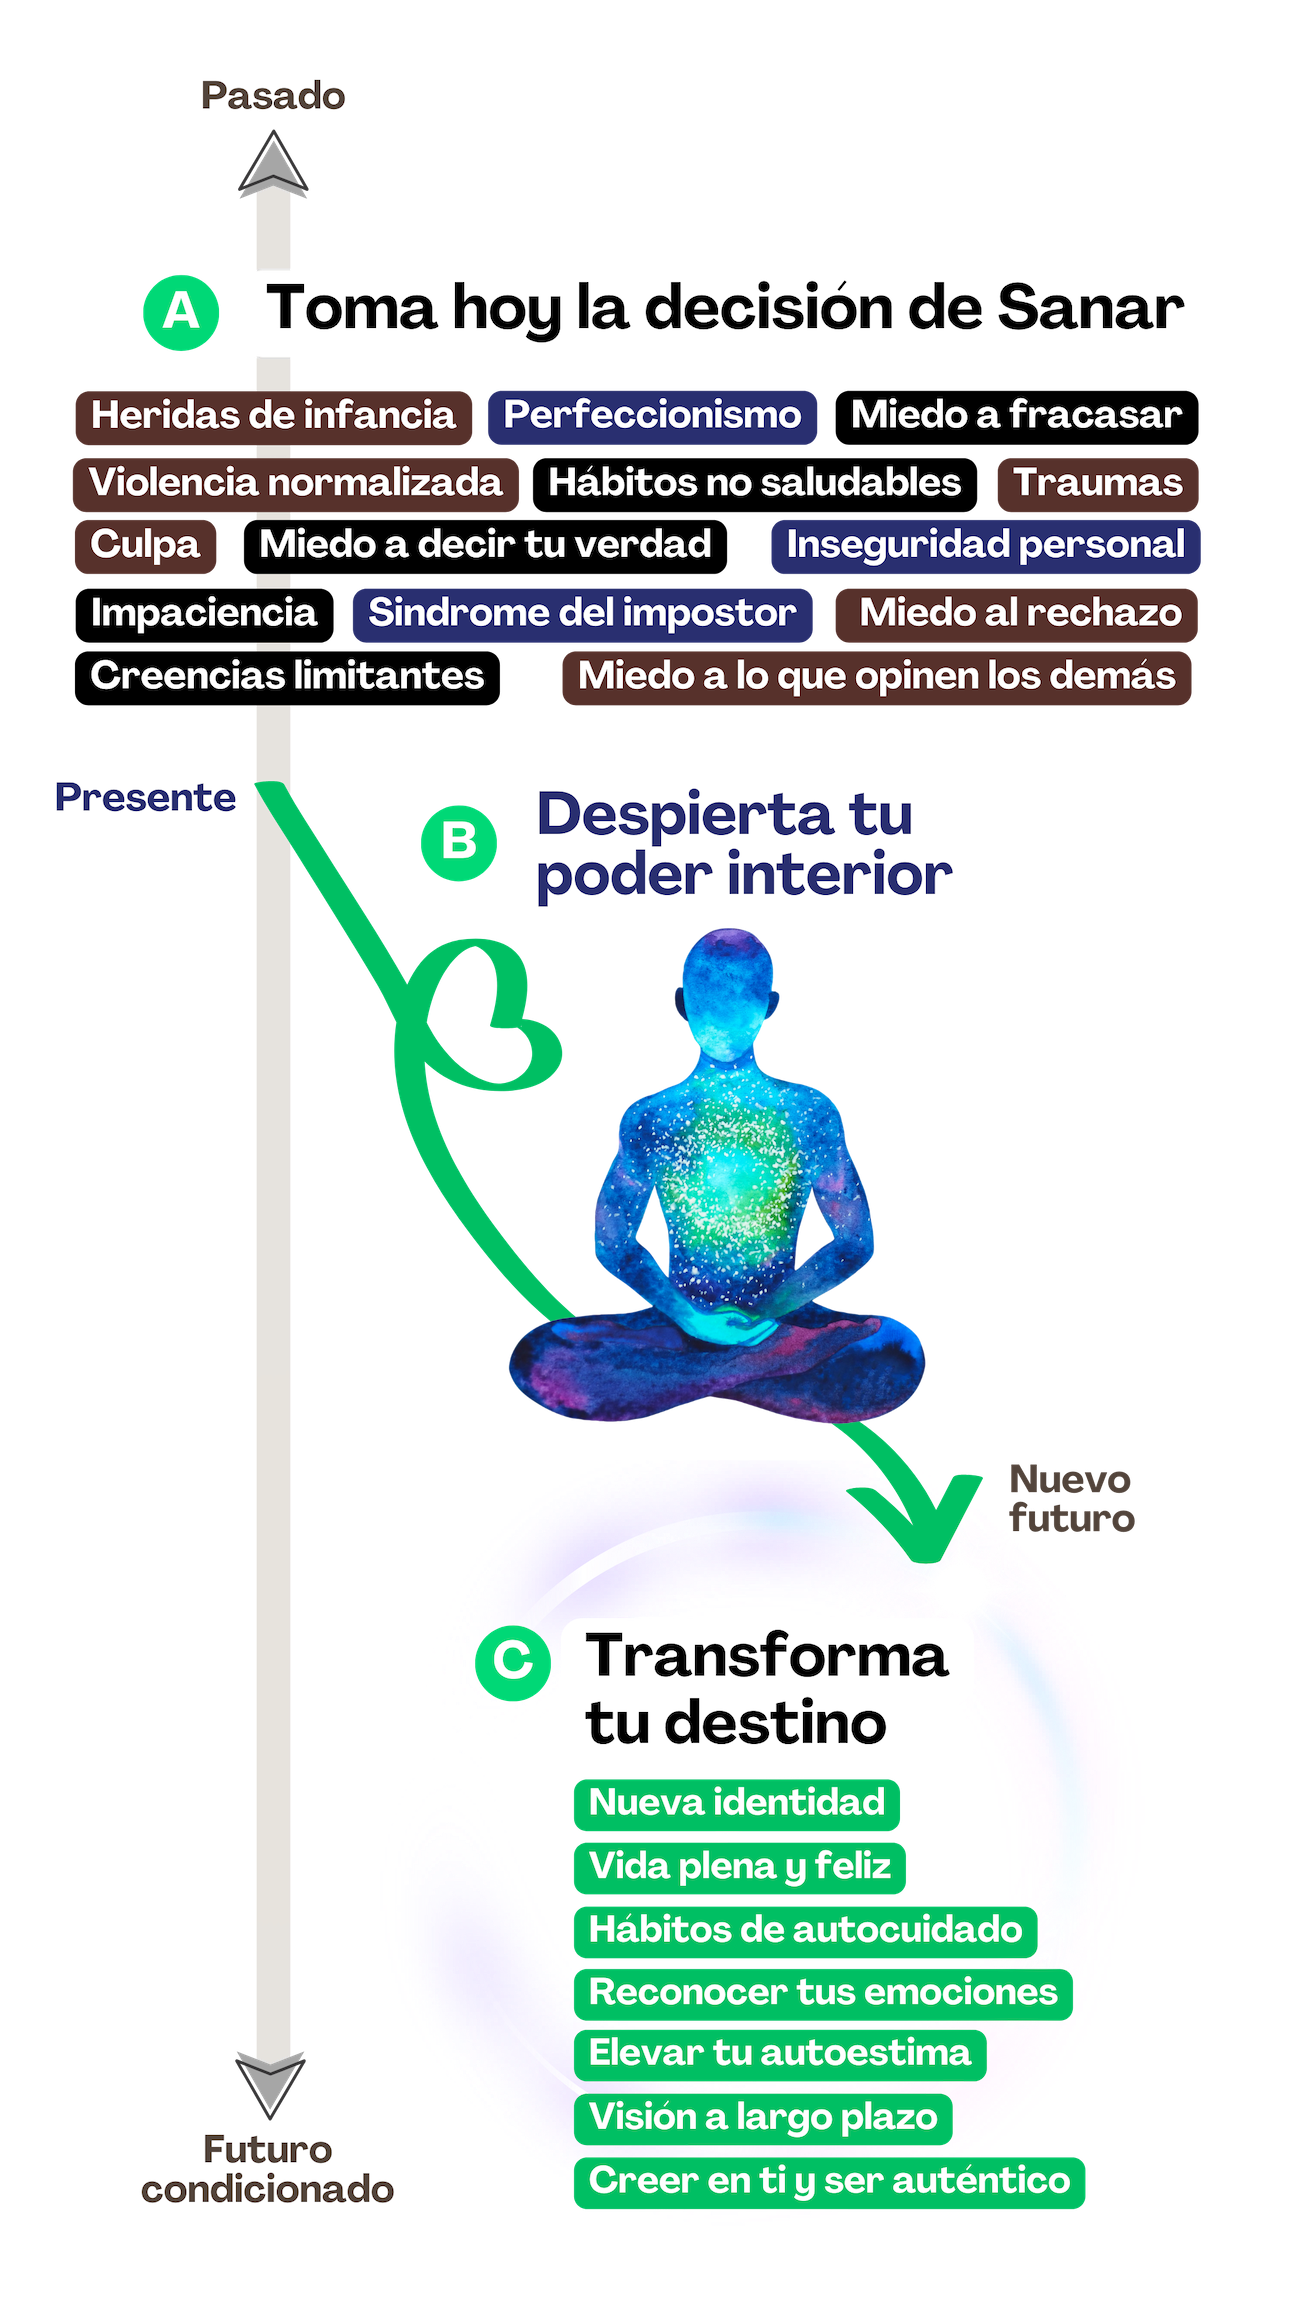 Pasado
A
Toma hoy la decisión de Sanar
Heridas de infancia
Perfeccionismo
Miedo a fracasar
Violencia normalizada
Hábitos no saludables
Traumas
Culpa
Miedo a decir tu verdad
Inseguridad personal
Impaciencia
Sindrome del impostor
Miedo al rechazo
Creencias limitantes
Miedo a lo que opinen los demás
Presente
B
Despierta tu
poder interior
Nuevo
futuro
C
Transforma
tu destino
Nueva identidad
Vida plena y feliz
Hábitos de autocuidado
Reconocer tus emociones
Elevar tu autoestima
Visión a largo plazo
Creer en ti y ser auténtico
Futuro
condicionado